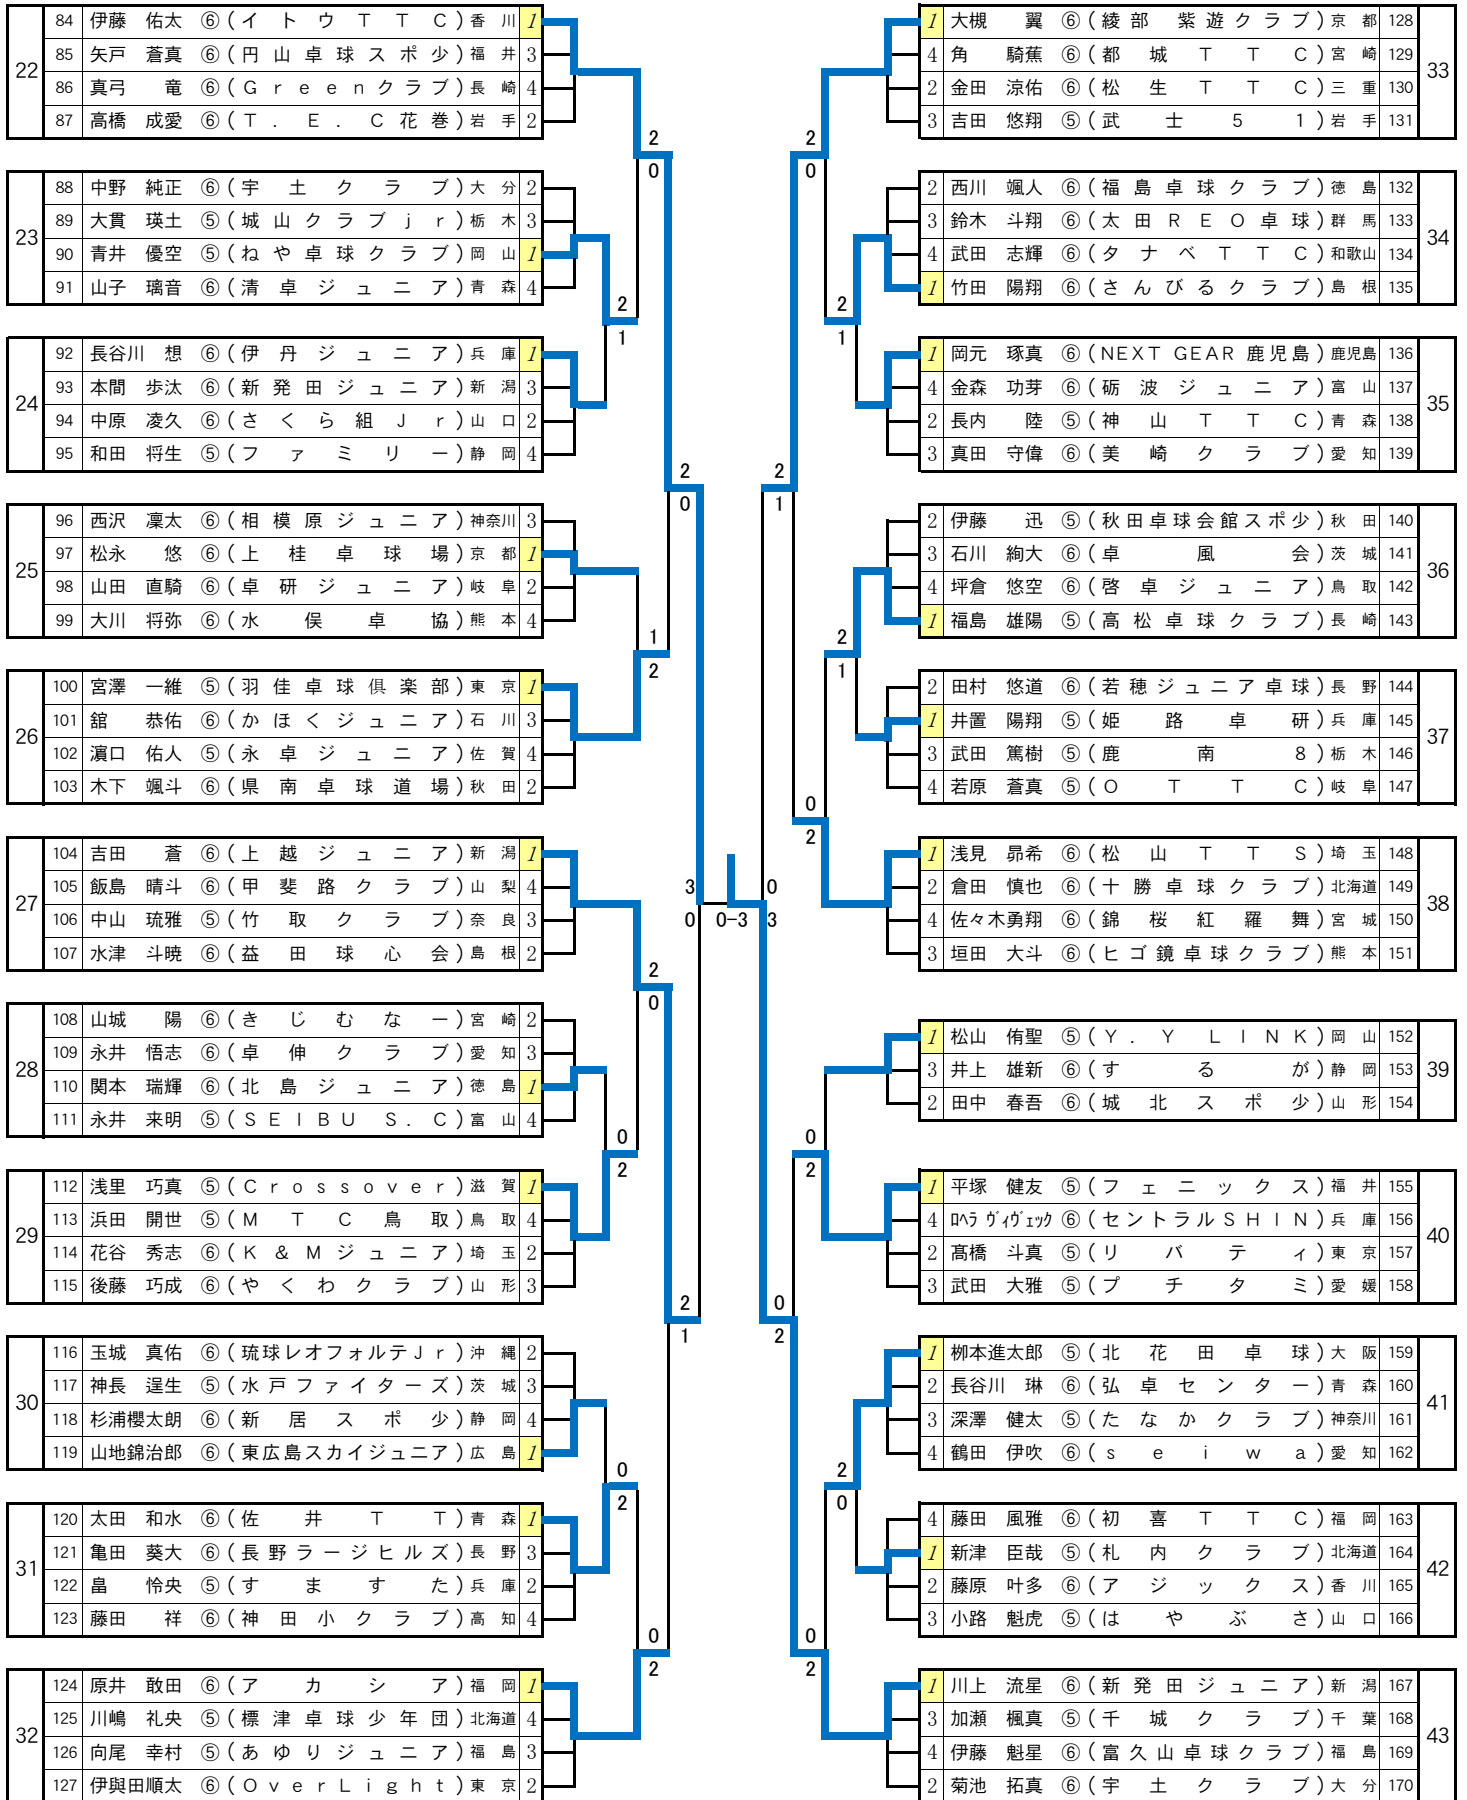 22
84 伊藤 佑太 ⑥(イトウTTC)香川 1
85 矢戸 蒼真 ⑥(円山卓球スポ少)福井 3
86 真弓 竜 ⑥(Greenクラブ)長崎 4
87 高橋 成愛 ⑥(T.E.C花巻)岩手 2
23
88 中野 純正 ⑥(宇土クラブ)大分 2
89 大貫 瑛土 ⑤(城山クラブjr)栃木 3
90 青井 優空 ⑤(ねや卓球クラブ)岡山 1
91 山子 璃音 ⑥(清卓ジュニア)青森 4
24
92 長谷川 想 ⑥(伊丹ジュニア)兵庫 1
93 本間 歩汰 ⑥(新発田ジュニア)新潟 3
94 中原 凌久 ⑥(さくら組Jr)山口 2
95 和田 将生 ⑤(ファミリー)静岡 4
25
96 西沢 凜太 ⑥(相模原ジュニア)神奈川 3
97 松永 悠 ⑥(上桂卓球場)京都 1
98 山田 直騎 ⑥(卓研ジュニア)岐阜 2
99 大川 将弥 ⑥(水俣卓協)熊本 4
26
100 宮澤 一維 ⑤(羽佳卓球倶楽部)東京 1
101 舘 恭佑 ⑥(かほくジュニア)石川 3
102 濵口 佑人 ⑤(永卓ジュニア)佐賀 4
103 木下 颯斗 ⑥(県南卓球道場)秋田 2
27
104 吉田 蒼 ⑥(上越ジュニア)新潟 1
105 飯島 晴斗 ⑥(甲斐路クラブ)山梨 4
106 中山 琉雅 ⑤(竹取クラブ)奈良 3
107 水津 斗暁 ⑥(益田球心会)島根 2
28
108 山城 陽 ⑥(きじむなー)宮崎 2
109 永井 悟志 ⑥(卓伸クラブ)愛知 3
110 関本 瑞輝 ⑥(北島ジュニア)徳島 1
111 永井 来明 ⑤(SEIBU S.C)富山 4
29
112 浅里 巧真 ⑤(Crossover)滋賀 1
113 浜田 開世 ⑤(MTC鳥取)鳥取 4
114 花谷 秀志 ⑥(K&Mジュニア)埼玉 2
115 後藤 巧成 ⑥(やくわクラブ)山形 3
30
116 玉城 真佑 ⑥(琉球レオフォルテJr)沖縄 2
117 神長 逞生 ⑤(水戸ファイターズ)茨城 3
118 杉浦櫻太朗 ⑥(新居スポ少)静岡 4
119 山地錦治郎 ⑥(東広島スカイジュニア)広島 1
31
120 太田 和水 ⑥(佐井TT)青森 1
121 亀田 葵大 ⑥(長野ラージヒルズ)長野 3
122 畠 怜央 ⑤(すますた)兵庫 2
123 藤田 祥 ⑥(神田小クラブ)高知 4
32
124 原井 敢田 ⑥(アカシア)福岡 1
125 川嶋 礼央 ⑤(標津卓球少年団)北海道 4
126 向尾 幸村 ⑤(あゆりジュニア)福島 3
127 伊與田順太 ⑥(OverLight)東京 2
2
0
2
1
2
0
1
2
2
0
0
2
2
1
0
2
0
2
3
0
0-3
0
3
2
0
2
1
2
1
2
1
0
2
0
2
0
2
2
0
0
2
1 大槻 翼 ⑥(綾部 紫遊クラブ)京都 128
4 角 騎蕉 ⑥(都城TTC)宮崎 129
2 金田 涼佑 ⑥(松生TTC)三重 130
3 吉田 悠翔 ⑤(武士51)岩手 131
33
2 西川 颯人 ⑥(福島卓球クラブ)徳島 132
3 鈴木 斗翔 ⑥(太田REO卓球)群馬 133
4 武田 志輝 ⑥(タナベTTC)和歌山 134
1 竹田 陽翔 ⑥(さんびるクラブ)島根 135
34
1 岡元 琢真 ⑥(NEXT GEAR 鹿児島)鹿児島 136
4 金森 功芽 ⑥(砺波ジュニア)富山 137
2 長内 陸 ⑤(神山TTC)青森 138
3 真田 守偉 ⑥(美崎クラブ)愛知 139
35
2 伊藤 迅 ⑤(秋田卓球会館スポ少)秋田 140
3 石川 絢大 ⑥(卓風会)茨城 141
4 坪倉 悠空 ⑥(啓卓ジュニア)鳥取 142
1 福島 雄陽 ⑤(高松卓球クラブ)長崎 143
36
2 田村 悠道 ⑥(若穂ジュニア卓球)長野 144
1 井置 陽翔 ⑤(姫路卓研)兵庫 145
3 武田 篤樹 ⑤(鹿南8)栃木 146
4 若原 蒼真 ⑤(OTTC)岐阜 147
37
1 浅見 昴希 ⑥(松山TTS)埼玉 148
2 倉田 慎也 ⑥(十勝卓球クラブ)北海道 149
4 佐々木勇翔 ⑥(錦桜紅羅舞)宮城 150
3 垣田 大斗 ⑥(ヒゴ鏡卓球クラブ)熊本 151
38
1 松山 侑聖 ⑤(Y.Y LINK)岡山 152
3 井上 雄新 ⑥(するが)静岡 153
2 田中 春吾 ⑥(城北スポ少)山形 154
39
1 平塚 健友 ⑤(フェニックス)福井 155
4 ロヘラ ヴィヴェック ⑥(セントラルSHIN)兵庫 156
2 髙橋 斗真 ⑤(リバティ)東京 157
3 武田 大雅 ⑤(プチタミ)愛媛 158
40
1 栁本進太郎 ⑤(北花田卓球)大阪 159
2 長谷川 琳 ⑥(弘卓センター)青森 160
3 深澤 健太 ⑤(たなかクラブ)神奈川 161
4 鶴田 伊吹 ⑥(seiwa)愛知 162
41
4 藤田 風雅 ⑥(初喜TTC)福岡 163
1 新津 臣哉 ⑤(札内クラブ)北海道 164
2 藤原 叶多 ⑥(アジックス)香川 165
3 小路 魁虎 ⑤(はやぶさ)山口 166
42
1 川上 流星 ⑥(新発田ジュニア)新潟 167
3 加瀬 楓真 ⑤(千城クラブ)千葉 168
4 伊藤 魁星 ⑥(富久山卓球クラブ)福島 169
2 菊池 拓真 ⑥(宇土クラブ)大分 170
43